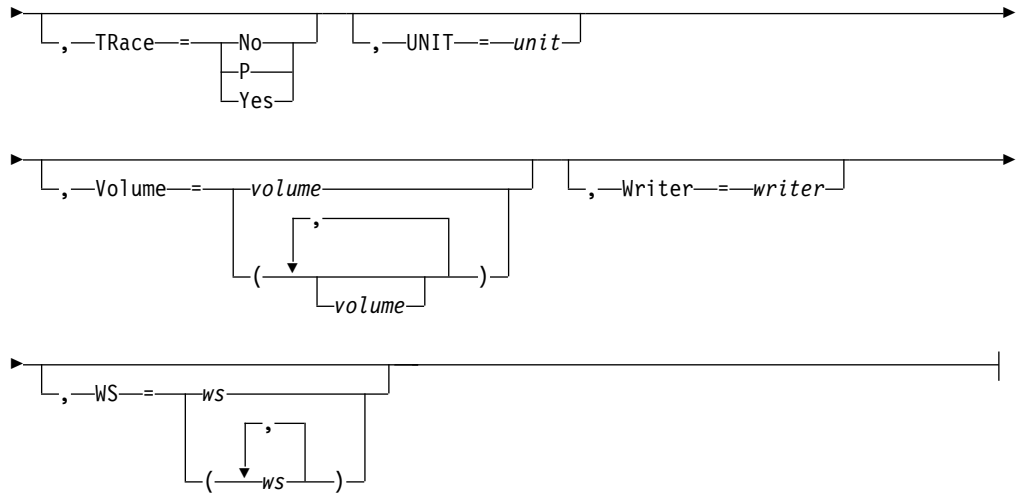 , TRace = No , UNIT = unit
P
Yes
, Volume = volume , Writer = writer
,
( )
volume
, WS = ws
,
( ws )